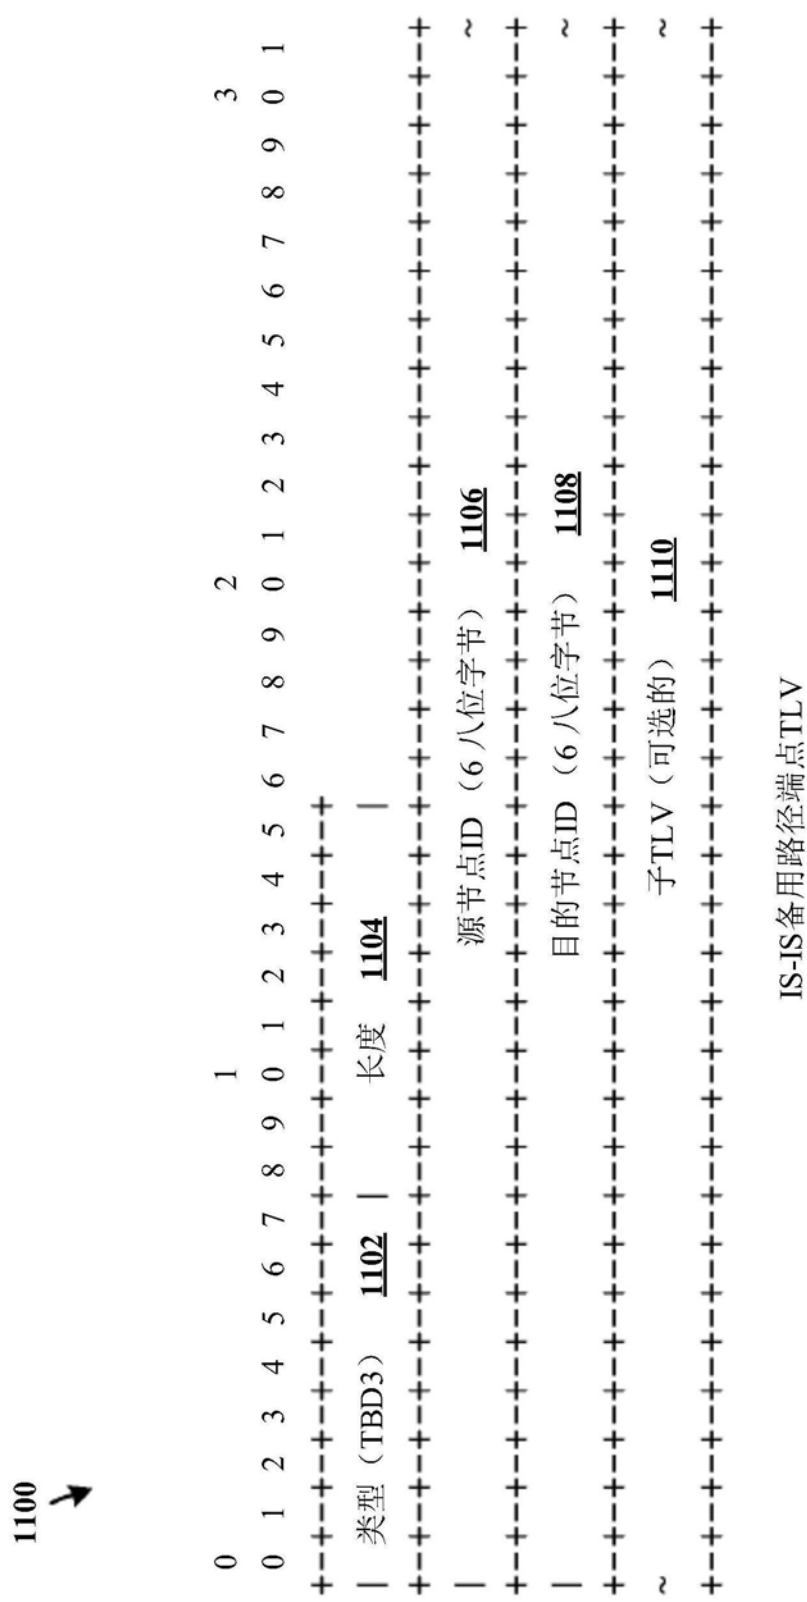 1100
0 1 2 3
0 1 2 3 4 5 6 7 8 9 0 1 2 3 4 5 6 7 8 9 0 1 2 3 4 5 6 7 8 9 0 1
+-+-+-+-+-+-+-+-+-+-+-+-+-+-+-+-+
| 类型（TBD3） 1102 | 长度 1104 |
+-+-+-+-+-+-+-+-+-+-+-+-+-+-+-+-+-+-+-+-+-+-+-+-+-+-+-+-+-+-+-+-+
| 源节点ID（6 八位字节） 1106 ~
+-+-+-+-+-+-+-+-+-+-+-+-+-+-+-+-+-+-+-+-+-+-+-+-+-+-+-+-+-+-+-+-+
| 目的节点ID（6 八位字节） 1108 ~
+-+-+-+-+-+-+-+-+-+-+-+-+-+-+-+-+-+-+-+-+-+-+-+-+-+-+-+-+-+-+-+-+
~ 子TLV（可选的） 1110 ~
+-+-+-+-+-+-+-+-+-+-+-+-+-+-+-+-+-+-+-+-+-+-+-+-+-+-+-+-+-+-+-+-+
IS-IS备用路径端点TLV